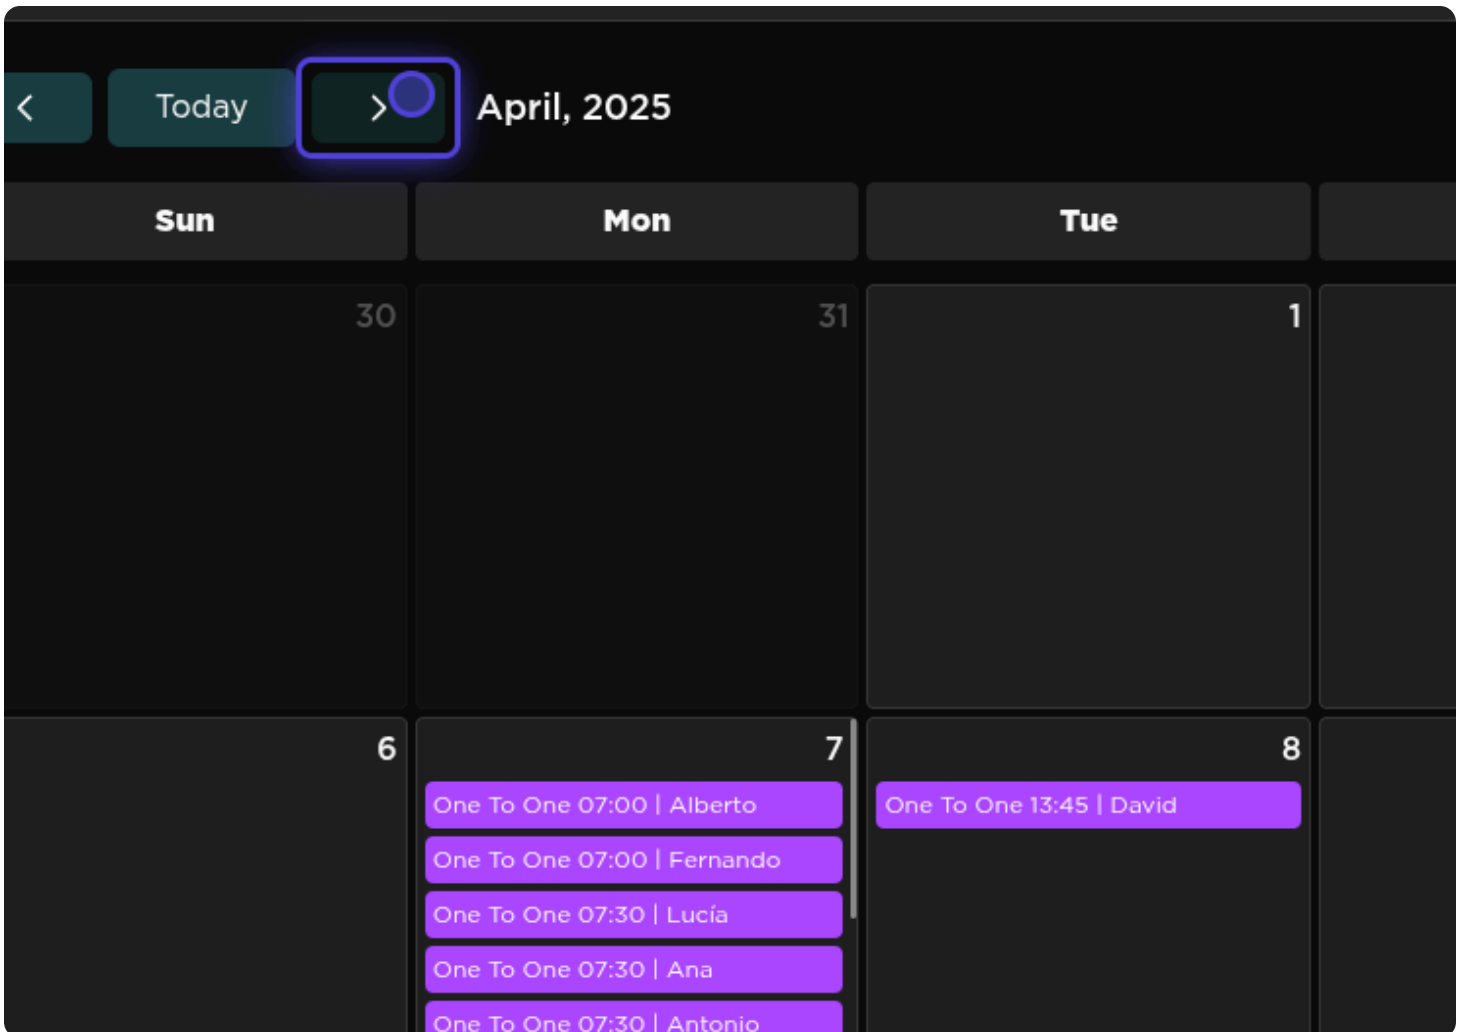 < Today > April, 2025
Sun Mon Tue
30 31 1
6 7 8
One To One 07:00 | Alberto
One To One 13:45 | David
One To One 07:00 | Fernando
One To One 07:30 | Lucía
One To One 07:30 | Ana
One To One 07:30 | Antonio